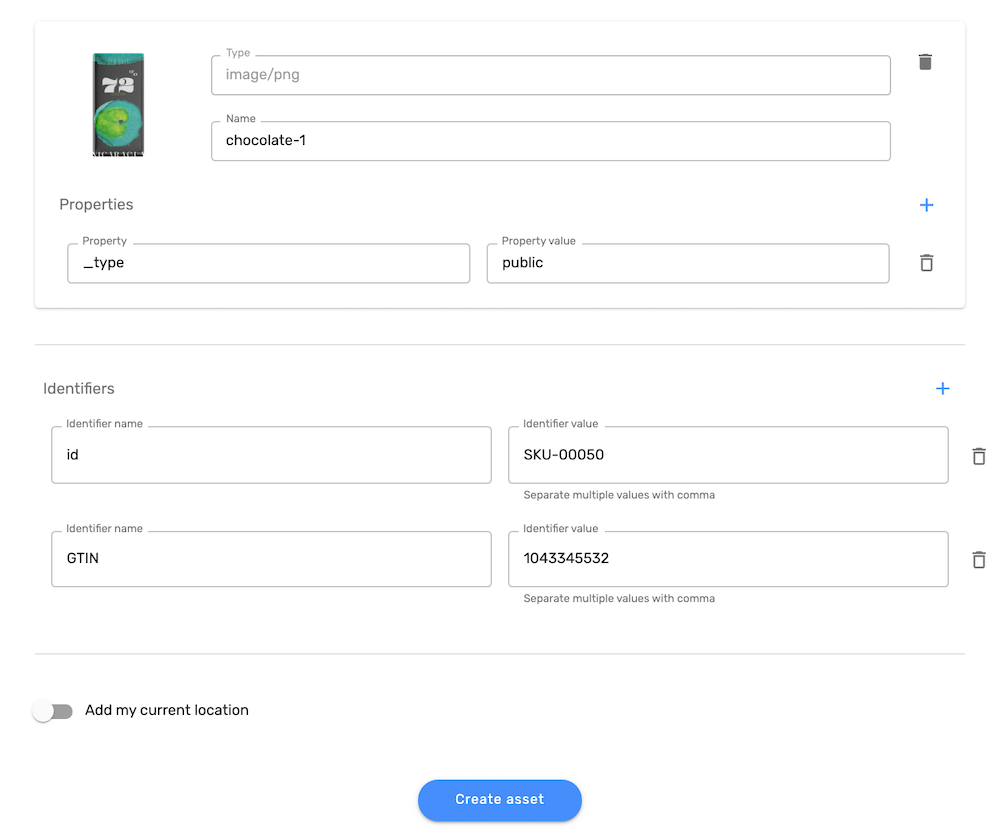 Type
image/png
72%
NICARAGUA
Name
chocolate-1
Properties
Property
_type
Property value
public
Identifiers
Identifier name
id
Identifier value
SKU-00050
Separate multiple values with comma
Identifier name
GTIN
Identifier value
1043345532
Separate multiple values with comma
Add my current location
Create asset